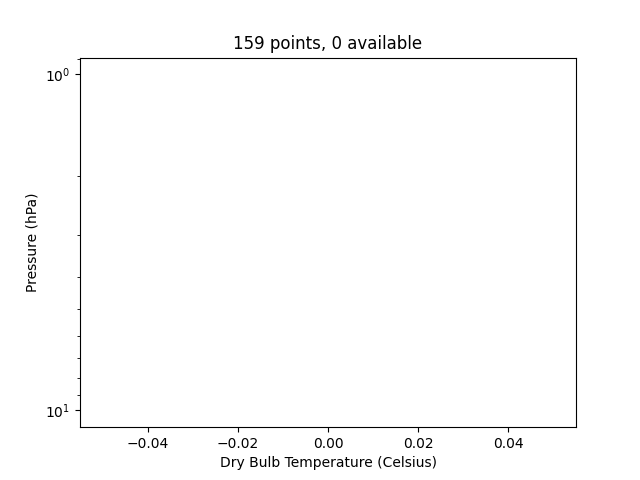 159 points, 0 available
10⁰
10¹
Pressure (hPa)
−0.04 −0.02 0.00 0.02 0.04
Dry Bulb Temperature (Celsius)